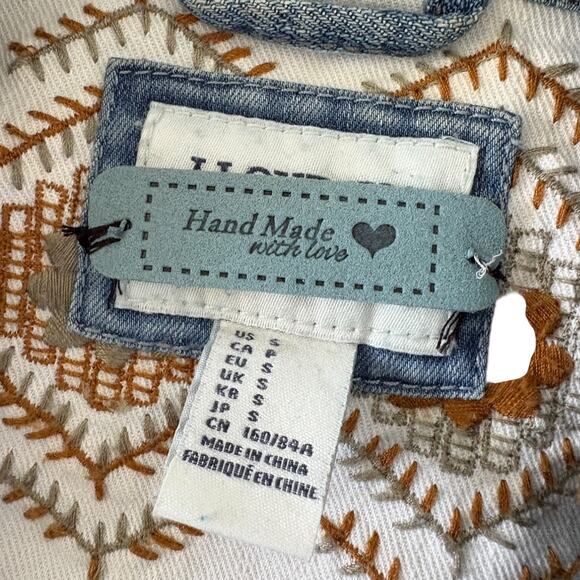 Hand Made
with love
US S
CA P
EU S
UK S
KR S
JP S
CN 160/84A
MADE IN CHINA
FABRIQUÉ EN CHINE